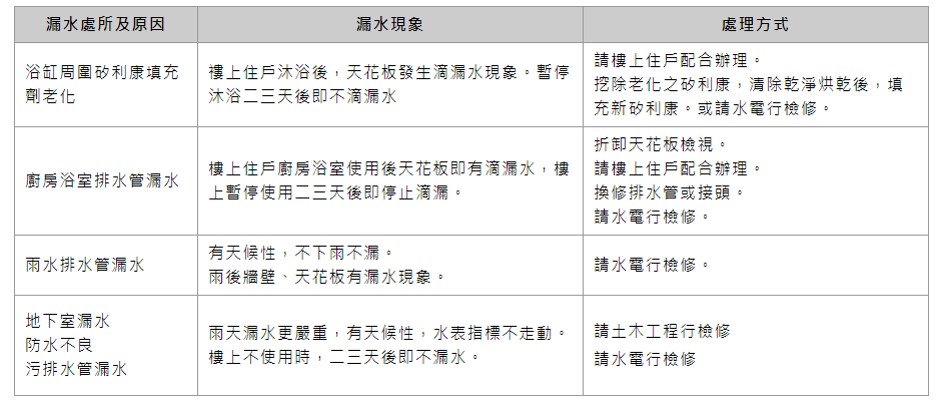 漏水處所及原因
漏水現象
處理方式
浴缸周圍矽利康填充
劑老化
褸上住戶沐浴後，天花板發生滴漏水現象。暫停
沐浴二三天後即不滴漏水
請樓上住戶配合辦理。
挖除老化之矽利康，清除乾淨烘乾後，填
充新矽利康。或請水電行檢修。
廚房浴室排水管漏水
樓上住戶廚房浴室使用後天花板即有滴漏水，樓
上暫停使用二三天後即停止滴漏。
折卸天花板檢視。
請樓上住戶配合辦理。
換修排水管或接頭。
請水電行檢修。
雨水排水管漏水
有天候性，不下雨不漏。
雨後牆壁、天花板有漏水現象。
請水電行檢修。
地下室漏水
防水不良
污排水管漏水
雨天漏水更嚴重，有天候性，水表指標不走動。
樓上不使用時，二三天後即不漏水。
請土木工程行檢修
請水電行檢修